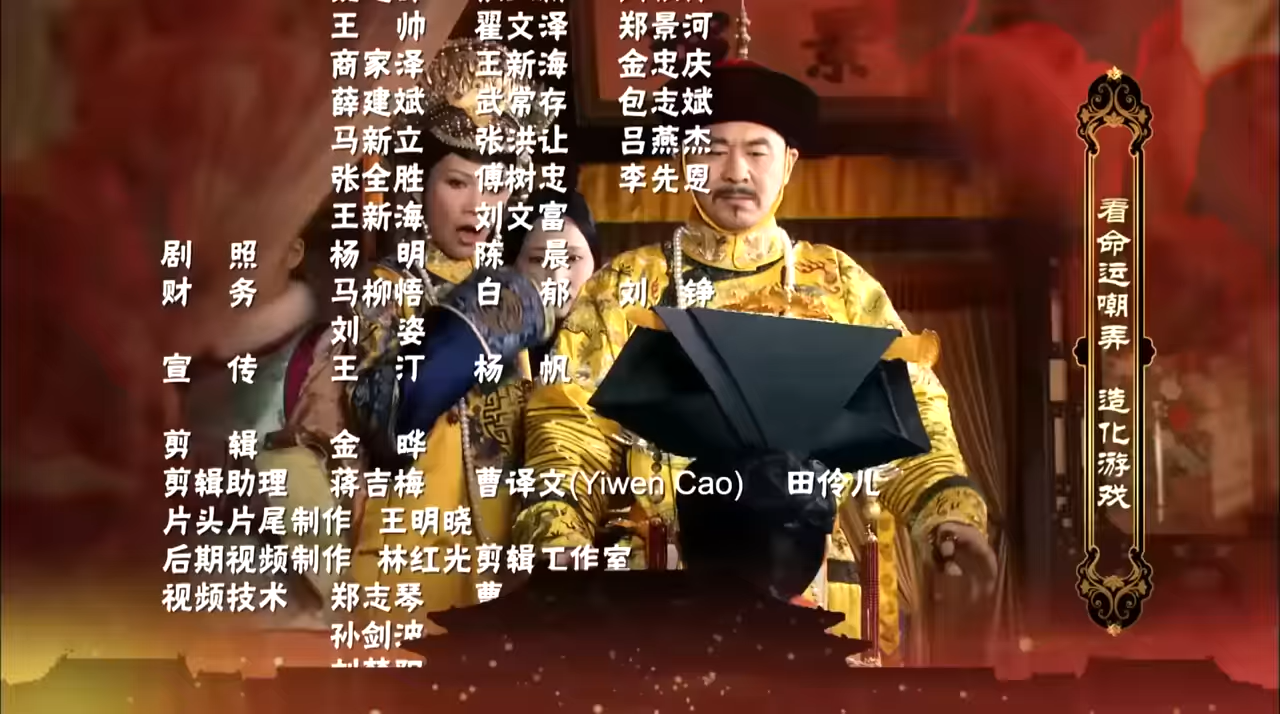 王 帅 翟文泽 郑景河
商家泽 王新海 金忠庆
薛建斌 武常存 包志斌
马新立 张洪让 吕燕杰
张全胜 傅树忠 李先恩
王新海 刘文富
剧 照 杨 明 陈 晨
财 务 马柳悟 白 郁 刘 铮
刘 姿
宣 传 王 汀 杨 帆
剪 辑 金 晔
剪辑助理 蒋吉梅 曹译文(Yiwen Cao) 田伶儿
片头片尾制作 王明晓
后期视频制作 林红光剪辑工作室
视频技术 郑志琴
孙剑
看命运嘲弄 造化游戏